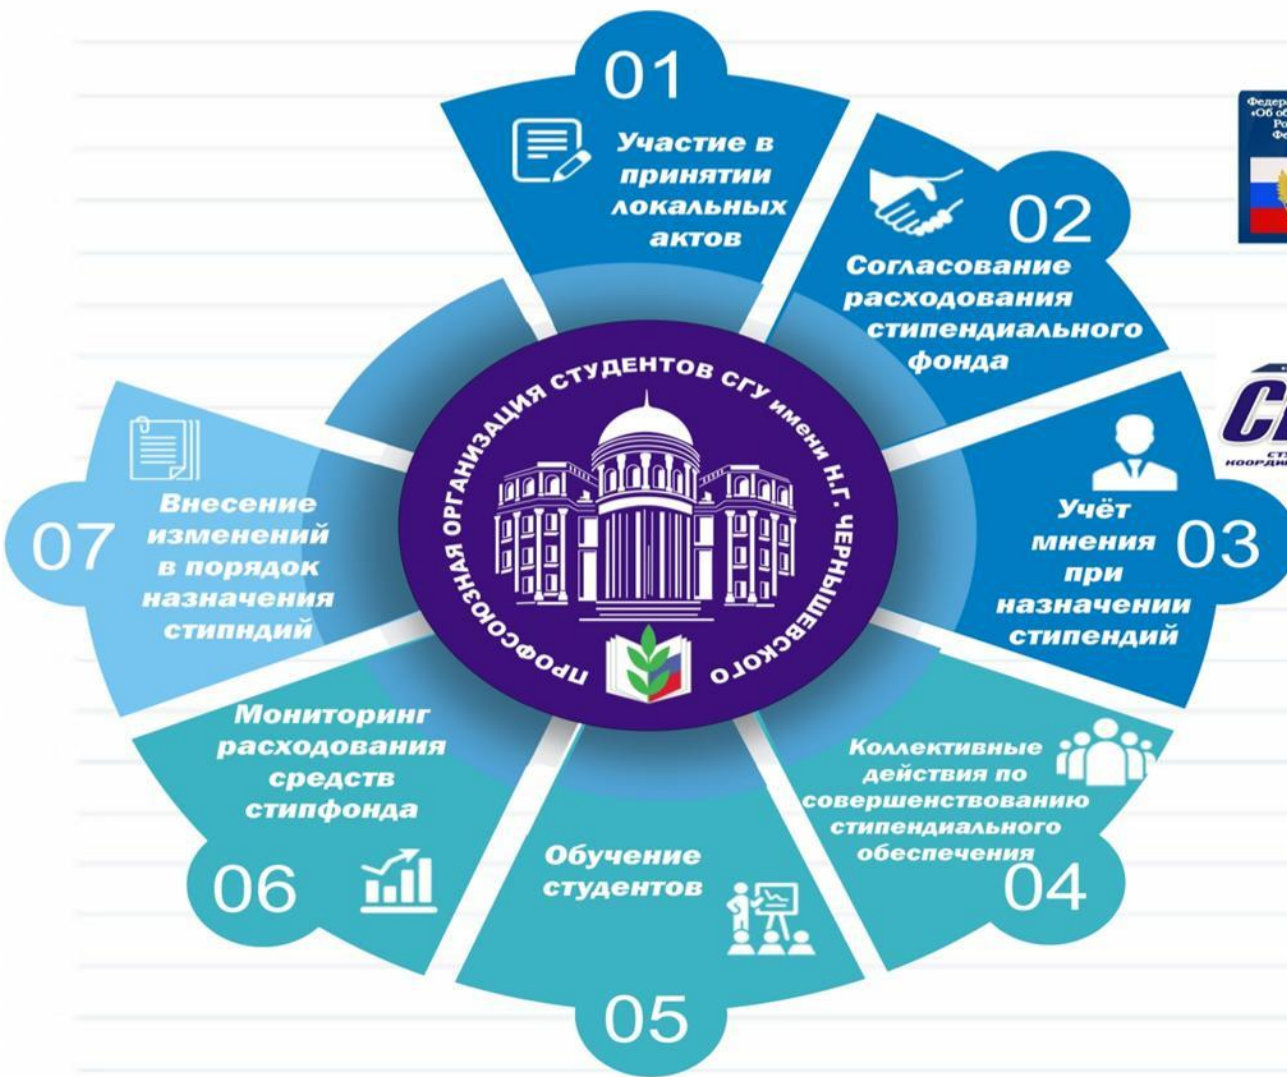 01
Участие в
принятии
локальных
актов
02
Согласование
расходования
стипендиального
фонда
03
Учёт
мнения
при
назначении
стипендий
Коллективные
действия по
совершенствованию
стипендиального
обеспечения
04
Обучение
студентов
05
Мониторинг
расходования
средств
стипфонда
06
07
Внесение
изменений
в порядок
назначения
стипндий
ПРОФСОЮЗНАЯ ОРГАНИЗАЦИЯ СТУДЕНТОВ СГУ имени Н.Г. ЧЕРНЫШЕВСКОГО